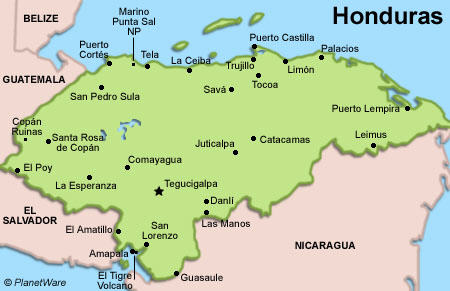 Honduras
BELIZE
Marino
Punta Sal
NP
Puerto
Cortés
Tela
La Ceiba
Puerto Castilla
Trujillo
Limón
Palacios
GUATEMALA
San Pedro Sula
Savá
Tocoa
Puerto Lempira
Copán
Ruinas
Santa Rosa
de Copán
Juticalpa
Catacamas
Leimus
El Poy
Comayagua
La Esperanza
Tegucigalpa
EL
SALVADOR
Danlí
Las Manos
El Amatillo
San
Lorenzo
NICARAGUA
Amapala
El Tigre
Volcano
Guasaule
© PlanetWare